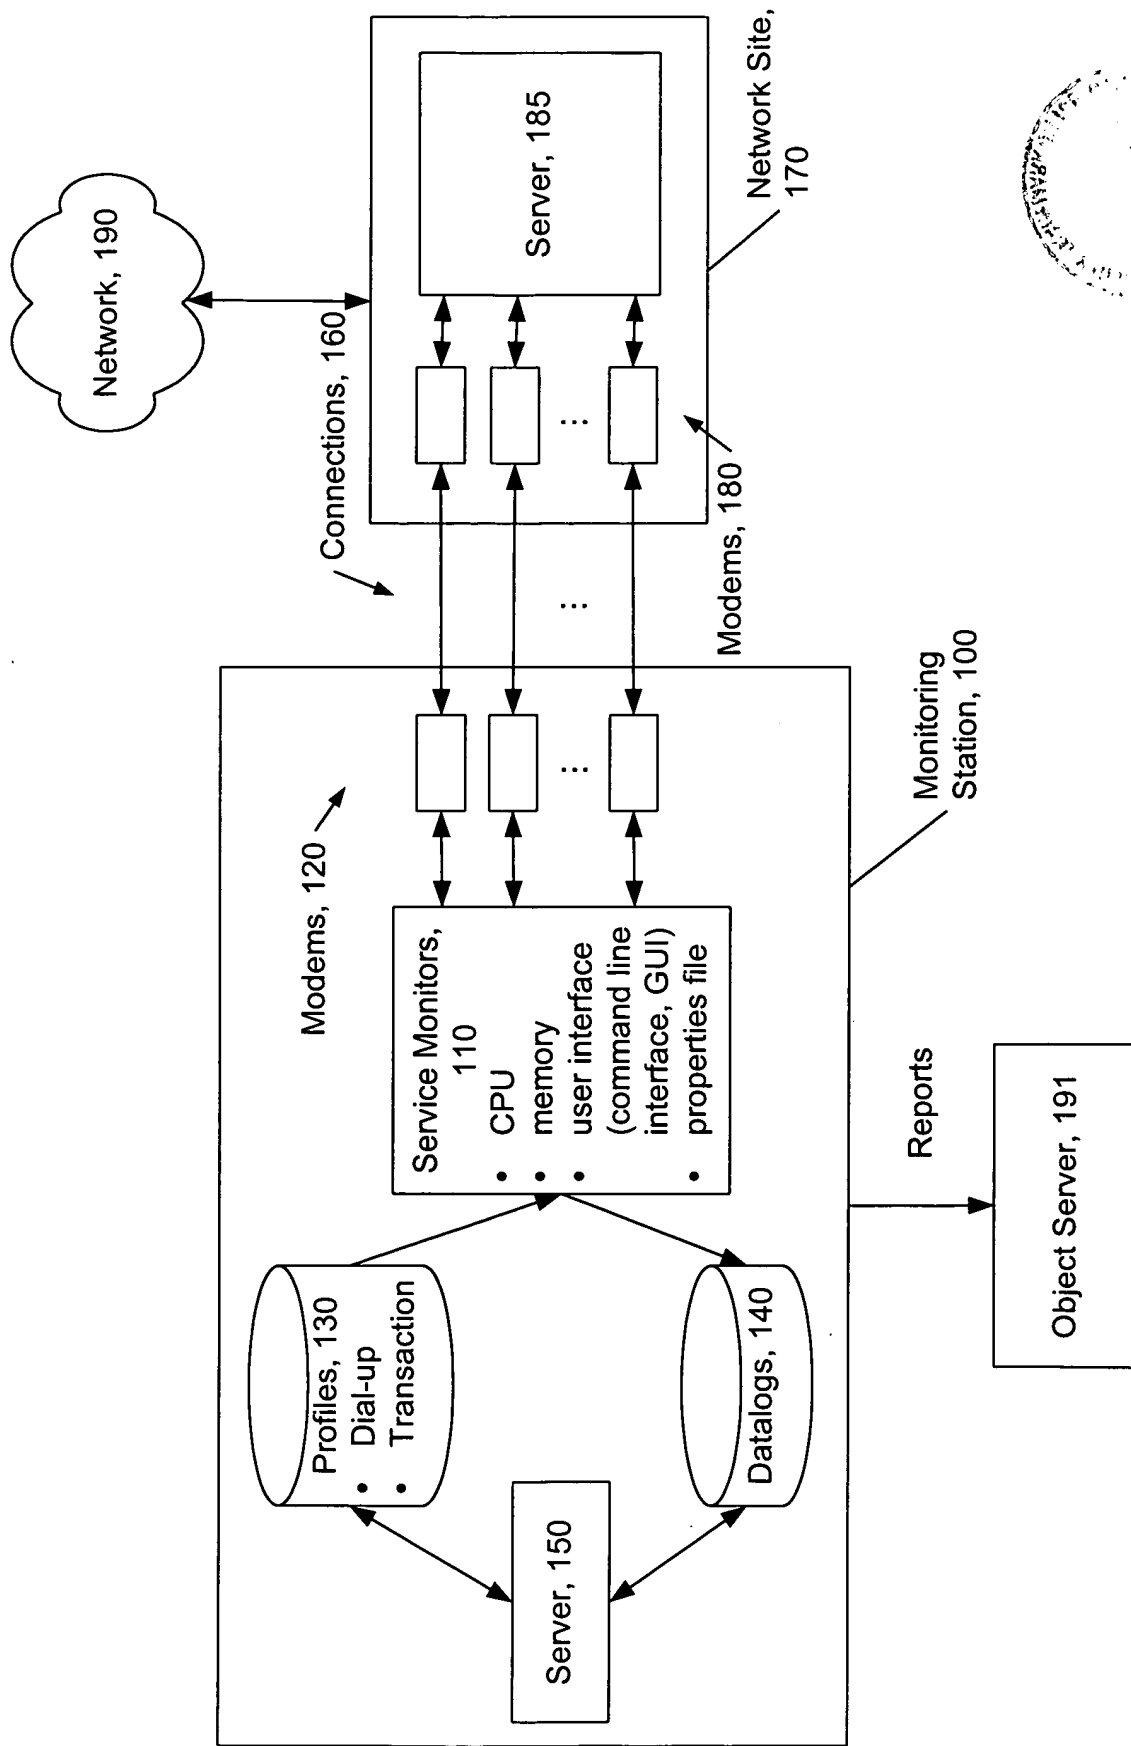 Network, 190
Connections, 160
Server, 185
Network Site,
170
Modems, 180
Modems, 120
Service Monitors,
110
• CPU
• memory
• user interface
(command line
interface, GUI)
• properties file
Profiles, 130
• Dial-up
• Transaction
Datalogs, 140
Server, 150
Monitoring
Station, 100
Reports
Object Server, 191
...
...
...